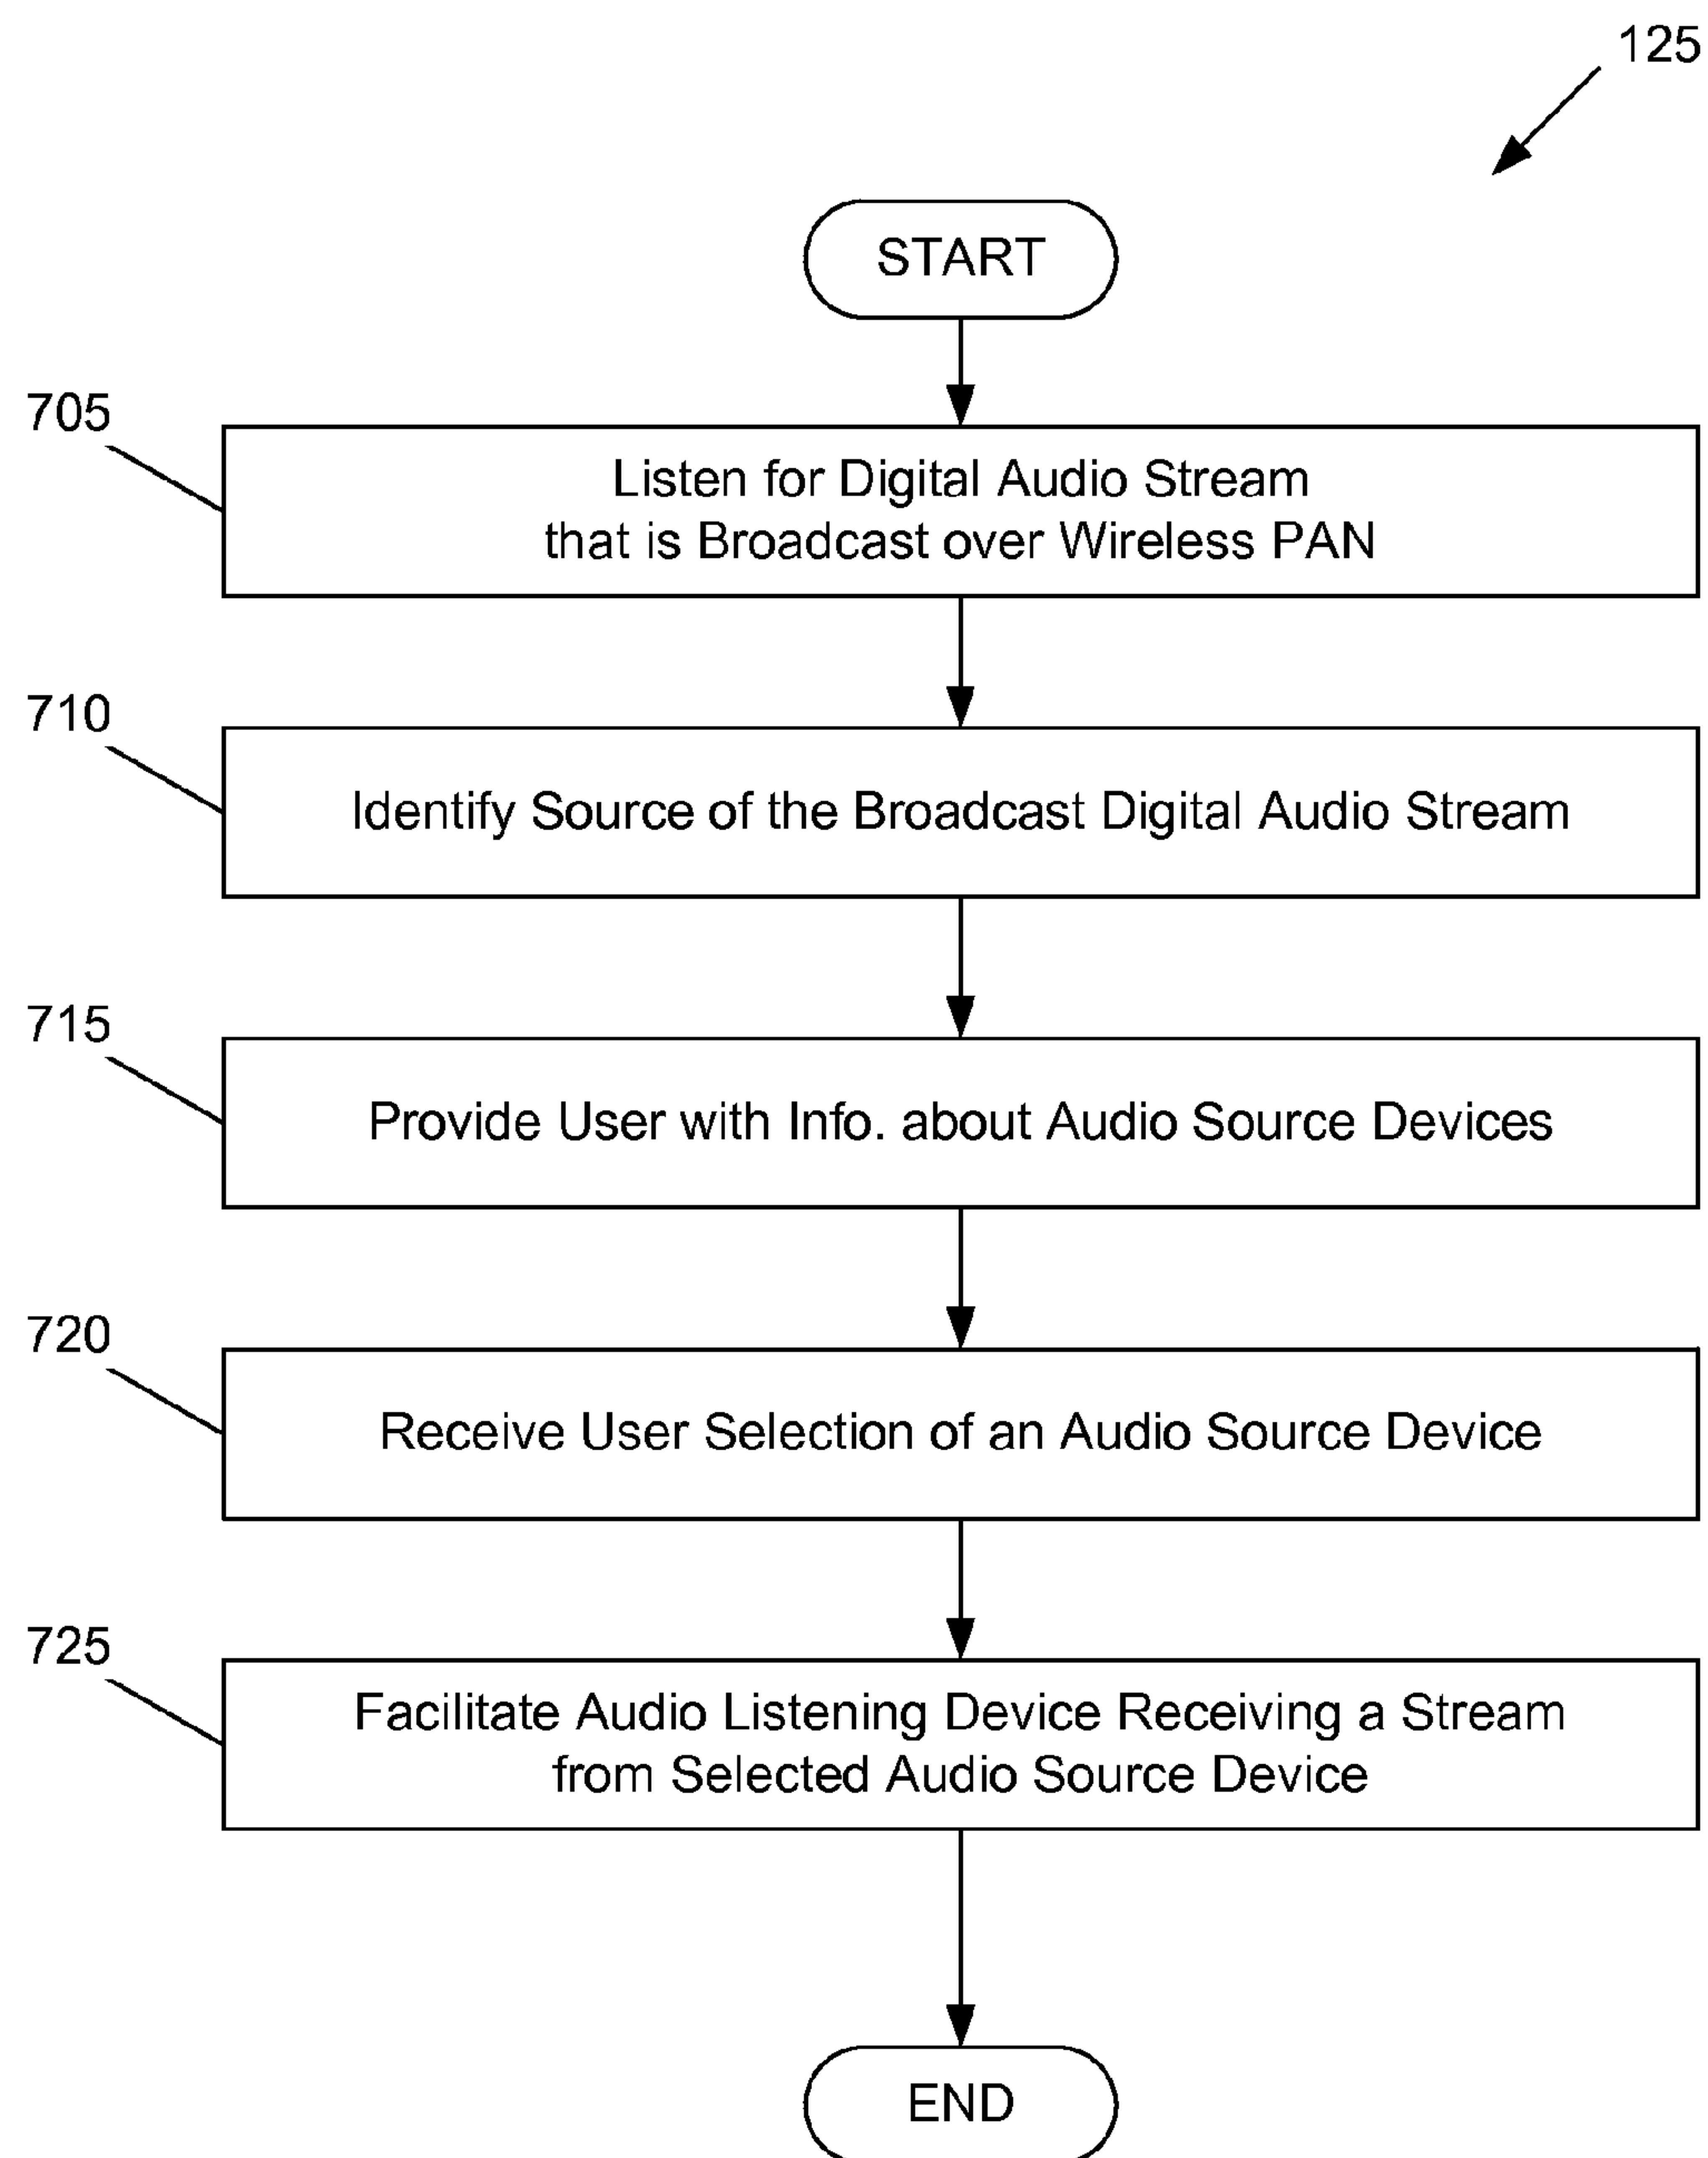 125
START
705
Listen for Digital Audio Stream
that is Broadcast over Wireless PAN
710
Identify Source of the Broadcast Digital Audio Stream
715
Provide User with Info. about Audio Source Devices
720
Receive User Selection of an Audio Source Device
725
Facilitate Audio Listening Device Receiving a Stream
from Selected Audio Source Device
END